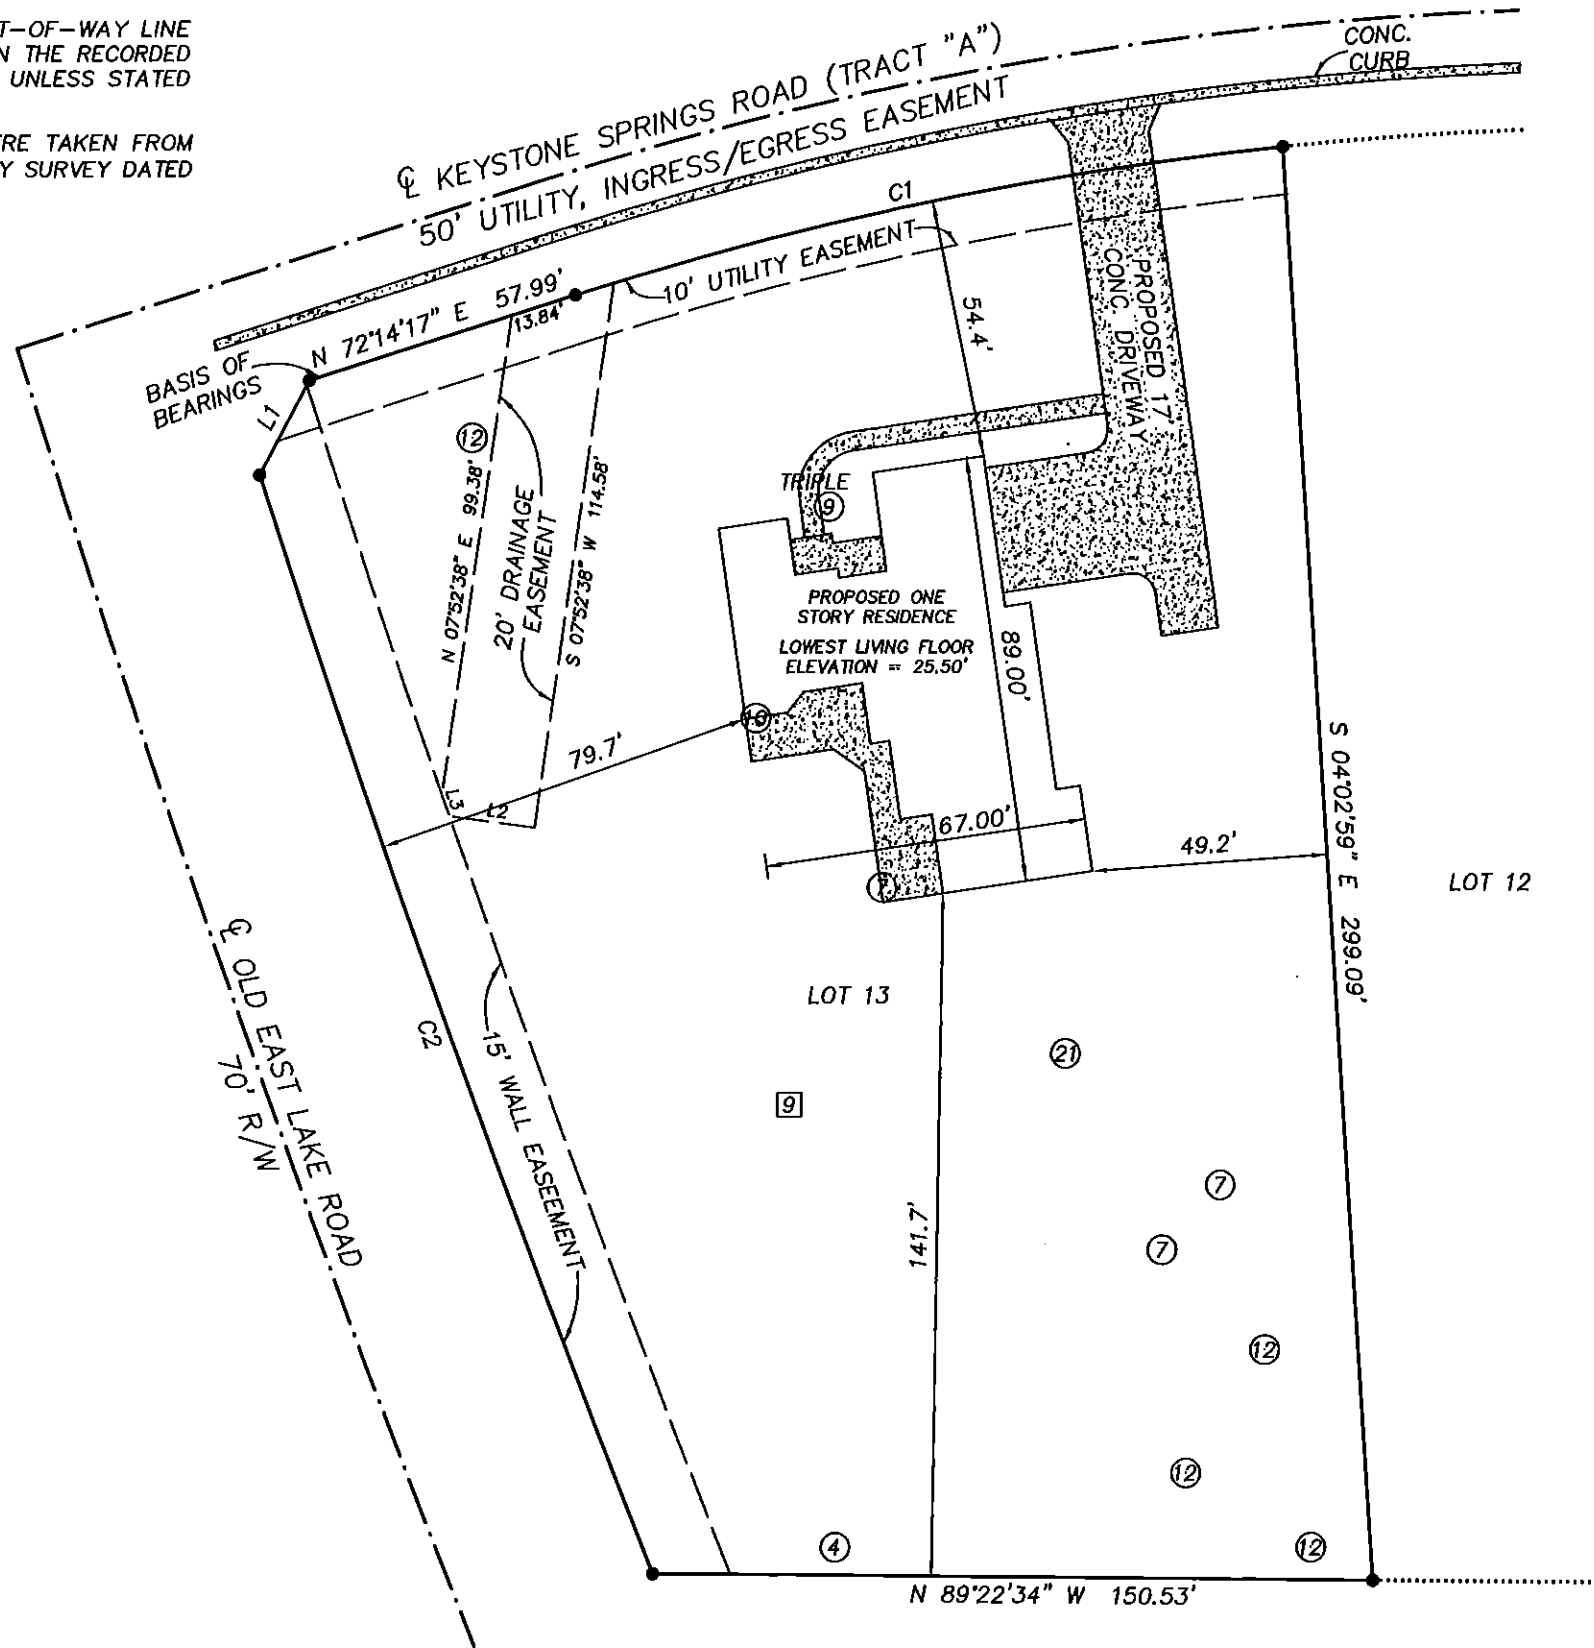 T-OF-WAY LINE
N THE RECORDED
UNLESS STATED
RE TAKEN FROM
Y SURVEY DATED
℄ KEYSTONE SPRINGS ROAD (TRACT "A")
50' UTILITY, INGRESS/EGRESS EASEMENT
CONC.
CURB
C1
10' UTILITY EASEMENT
N 72°14'17" E 57.99'
13.84'
BASIS OF
BEARINGS
L1
PROPOSED 17'
CONC. DRIVEWAY
54.4'
12
N 07°52'38" E 99.38'
20' DRAINAGE
EASEMENT
S 07°52'38" W 114.58'
TRIPLE
9
PROPOSED ONE
STORY RESIDENCE
LOWEST LIVING FLOOR
ELEVATION = 25.50'
89.00'
10
79.7'
L3
L2
67.00'
49.2'
7
S 04°02'59" E 299.09'
LOT 12
LOT 13
℄ OLD EAST LAKE ROAD
70' R/W
C2
15' WALL EASEEMENT
21
9
7
7
141.7'
12
12
4
12
N 89°22'34" W 150.53'